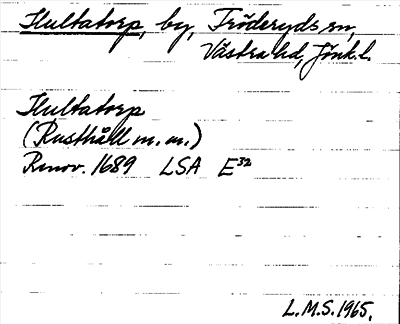 Hultatorp, by, Fröderyds sn,
Västra hd, Jönk.l.
Hultatorp
(Rusthåll m.m.)
Renov. 1689 LSA E³²
L.M.S. 1965.